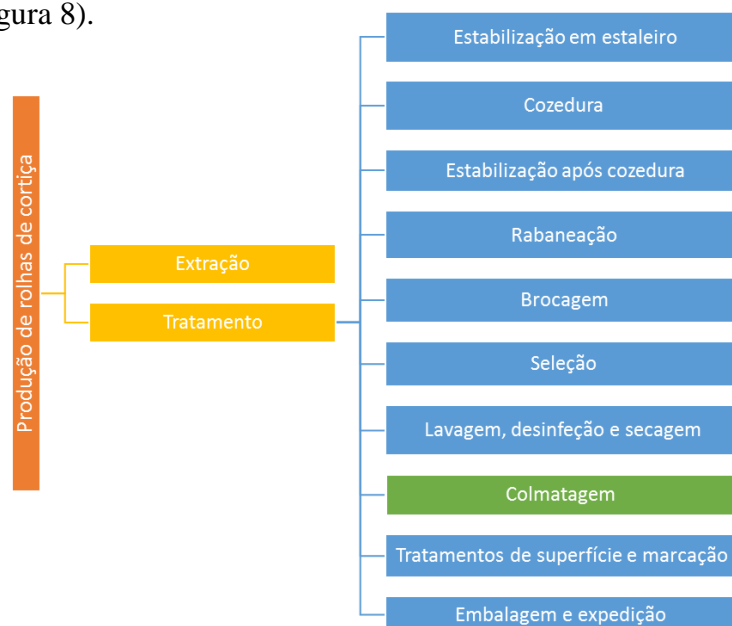 gura 8).
Produção de rolhas de cortiça
Extração
Tratamento
Estabilização em estaleiro
Cozedura
Estabilização após cozedura
Rabaneação
Brocagem
Seleção
Lavagem, desinfeção e secagem
Colmatagem
Tratamentos de superfície e marcação
Embalagem e expedição